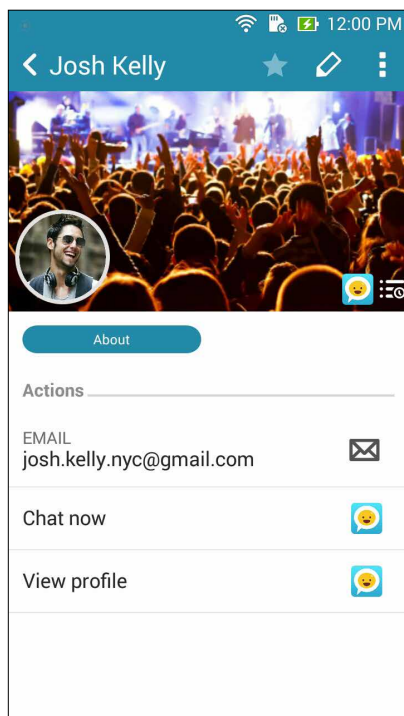 12:00 PM
Josh Kelly
About
Actions
EMAIL
josh.kelly.nyc@gmail.com
Chat now
View profile